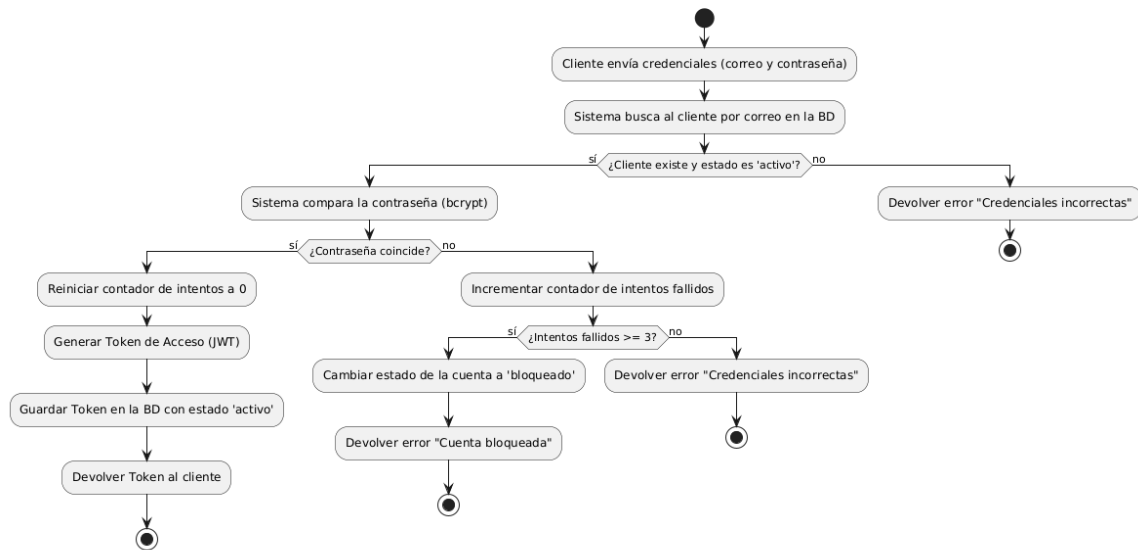 Cliente envía credenciales (correo y contraseña)
Sistema busca al cliente por correo en la BD
sí
¿Cliente existe y estado es 'activo'?
no
Sistema compara la contraseña (bcrypt)
Devolver error "Credenciales incorrectas"
sí
¿Contraseña coincide?
no
Reiniciar contador de intentos a 0
Incrementar contador de intentos fallidos
Generar Token de Acceso (JWT)
sí
¿Intentos fallidos >= 3?
no
Cambiar estado de la cuenta a 'bloqueado'
Devolver error "Credenciales incorrectas"
Guardar Token en la BD con estado 'activo'
Devolver error "Cuenta bloqueada"
Devolver Token al cliente